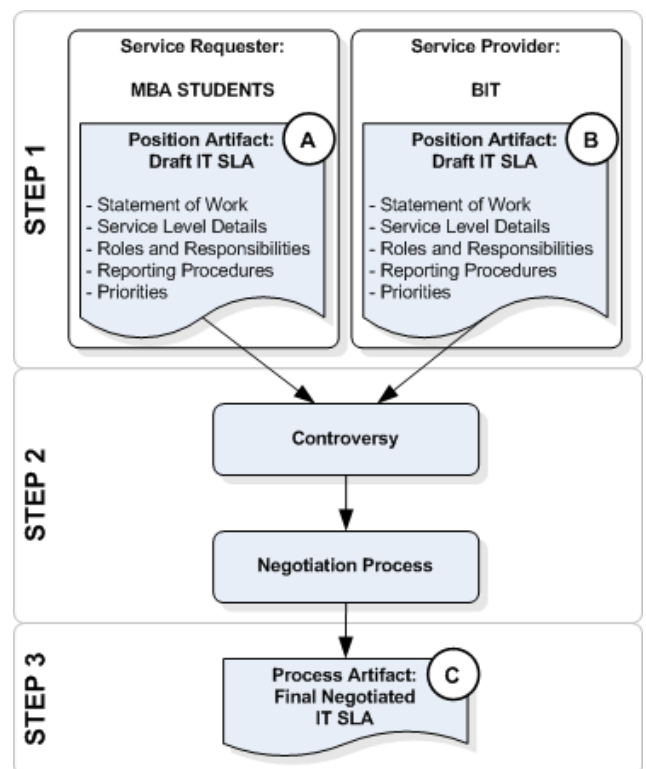 STEP 1
Service Requester:
MBA STUDENTS
Position Artifact:
Draft IT SLA
A
- Statement of Work
- Service Level Details
- Roles and Responsibilities
- Reporting Procedures
- Priorities
Service Provider:
BIT
Position Artifact:
Draft IT SLA
B
- Statement of Work
- Service Level Details
- Roles and Responsibilities
- Reporting Procedures
- Priorities
STEP 2
Controversy
Negotiation Process
STEP 3
Process Artifact:
Final Negotiated
IT SLA
C